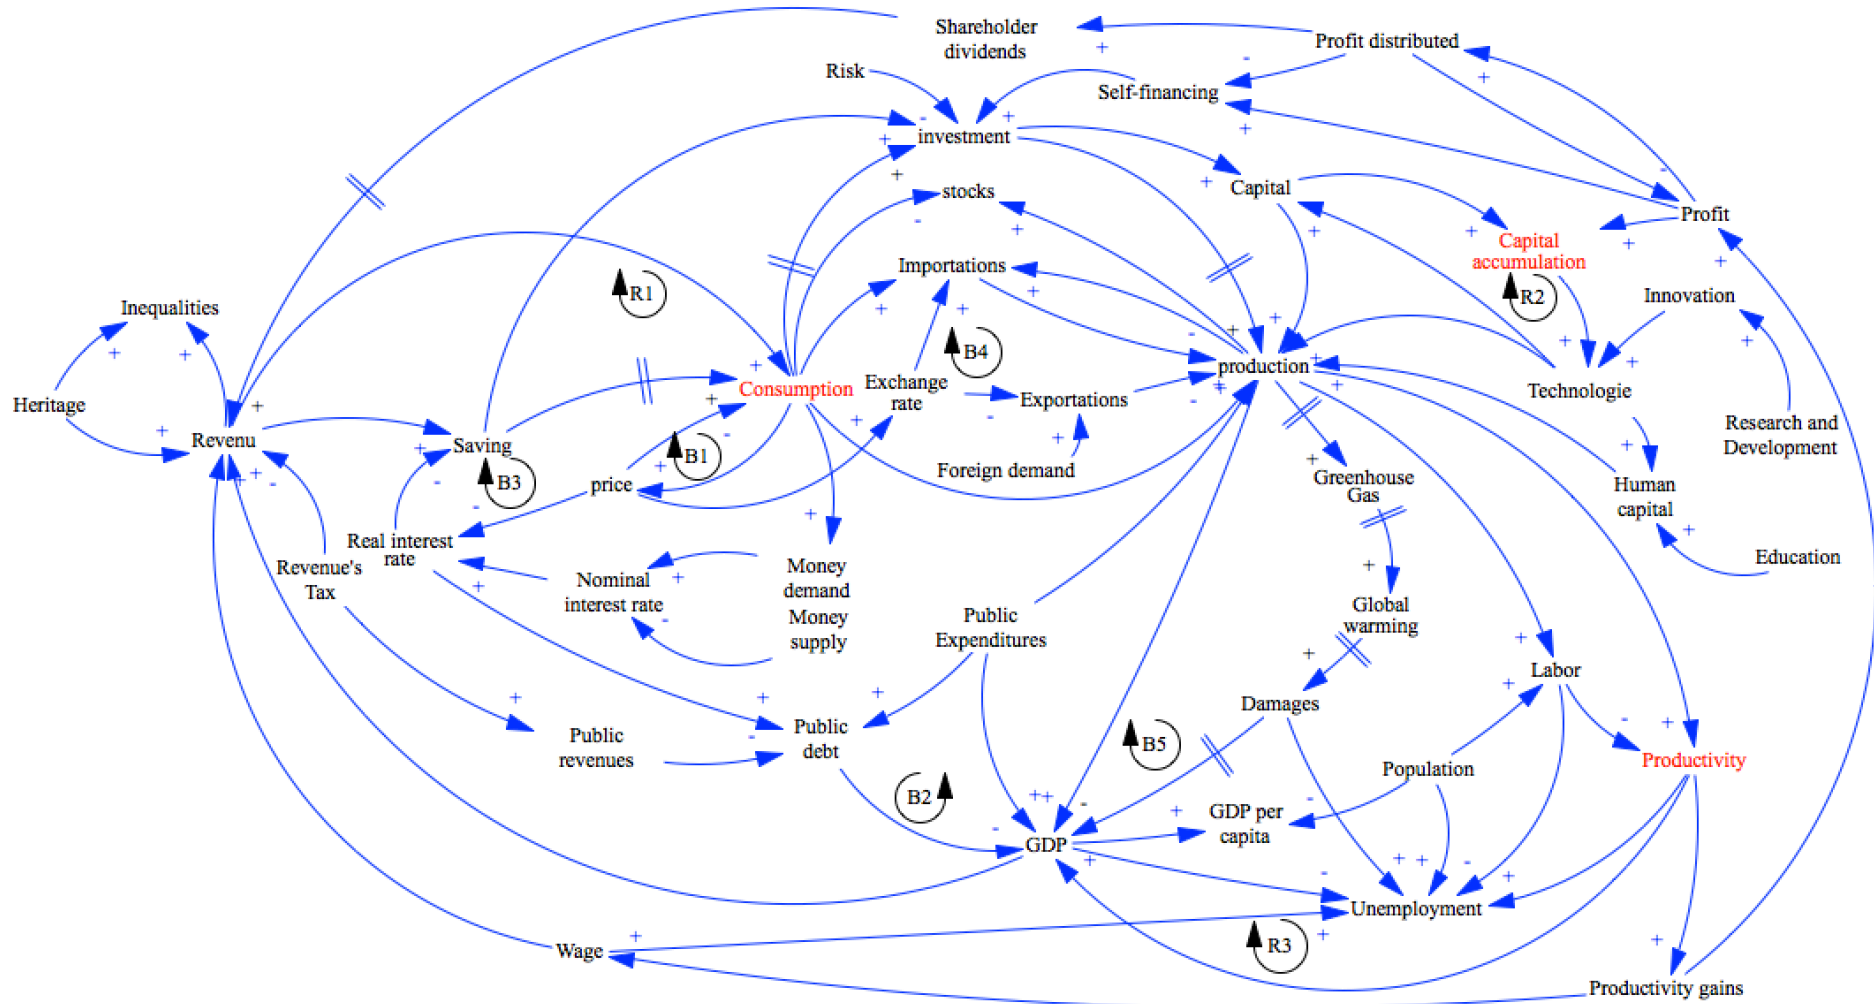 Shareholder
dividends
Profit distributed
Risk
Self-financing
investment
Capital
stocks
Profit
Capital
accumulation
Importations
R1
R2
Innovation
Inequalities
B4
production
Consumption
Exchange
rate
Exportations
Technologie
Heritage
Revenu
Saving
Research and
Development
B1
B3
price
Foreign demand
Greenhouse
Gas
Human
capital
Real interest
rate
Revenue's
Tax
Nominal
interest rate
Money
demand
Money
supply
Education
Public
Expenditures
Global
warming
Labor
Damages
Public
revenues
Public
debt
B5
Productivity
Population
B2
GDP
GDP per
capita
Unemployment
Wage
R3
Productivity gains